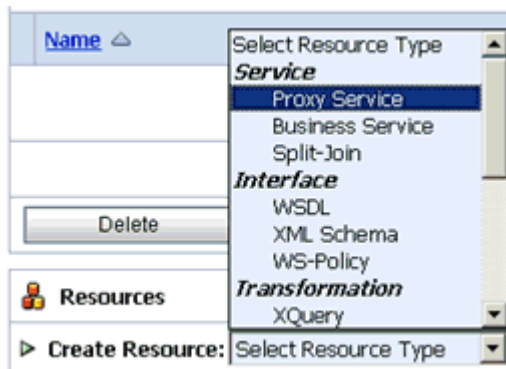 Name
Select Resource Type
Service
Proxy Service
Business Service
Split-Join
Interface
WSDL
XML Schema
WS-Policy
Transformation
XQuery
Delete
Resources
Create Resource: Select Resource Type